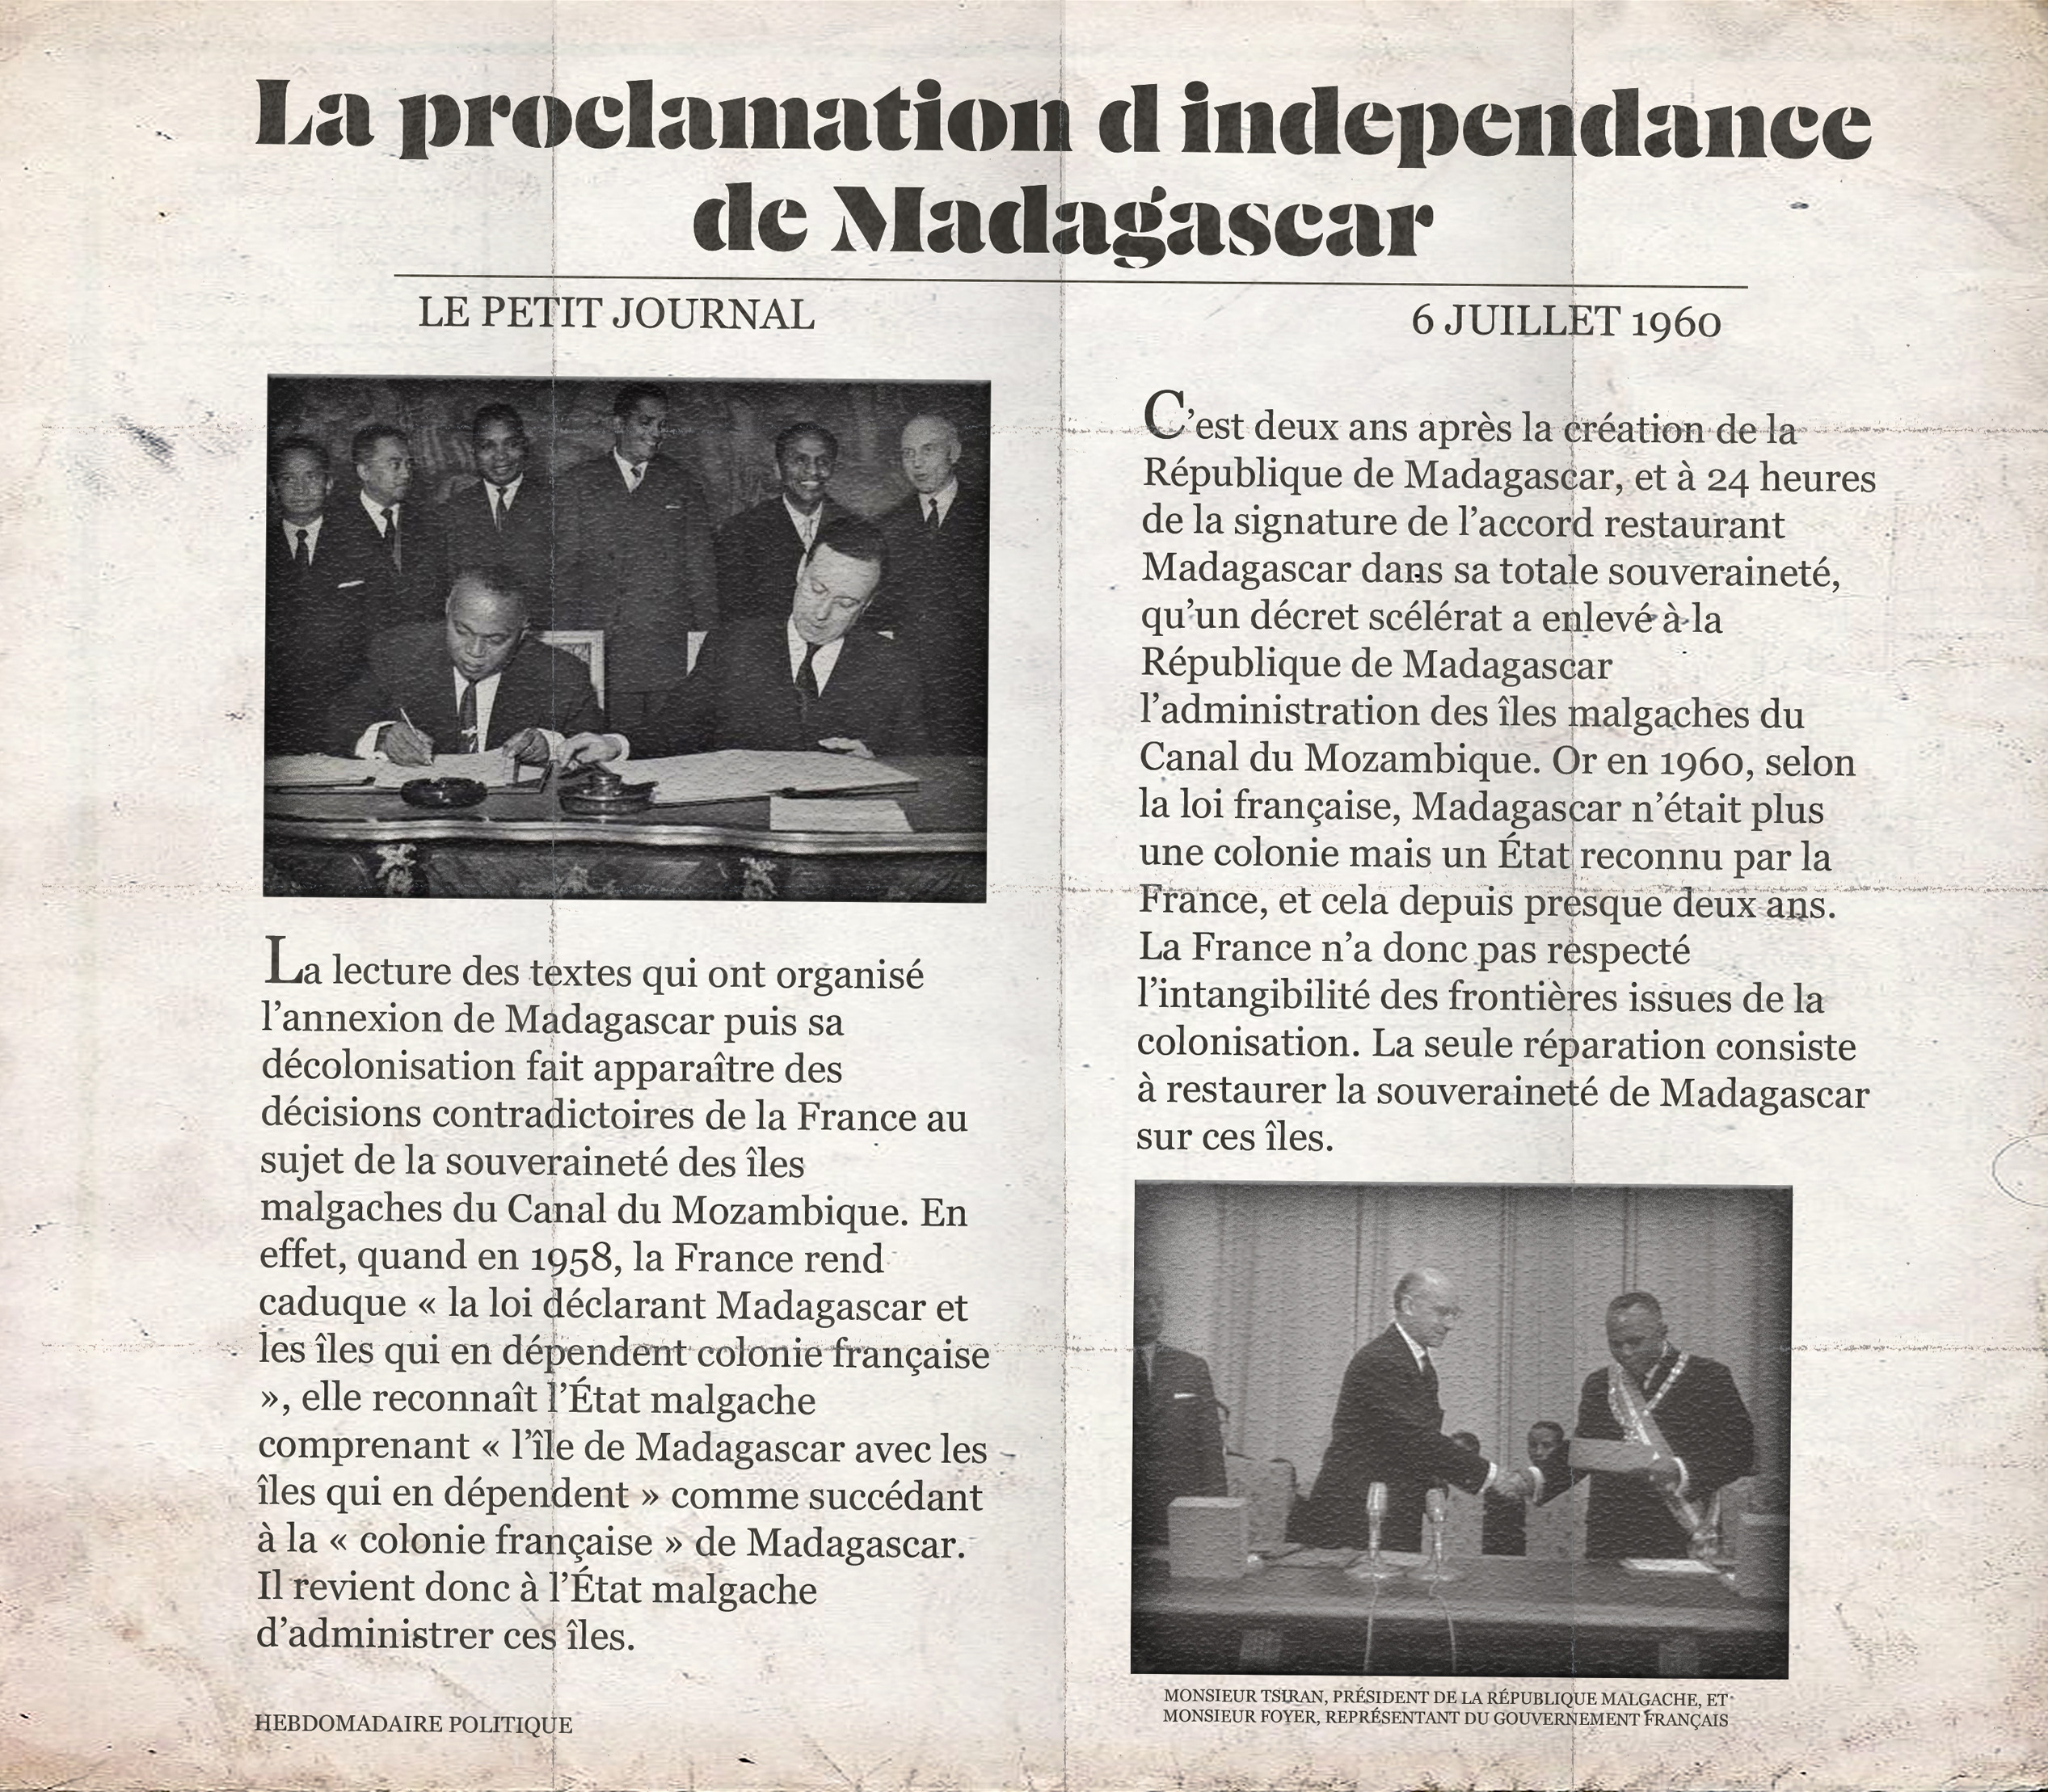 La proclamation d independance
de Madagascar
LE PETIT JOURNAL
6 JUILLET 1960
La lecture des textes qui ont organisé
l’annexion de Madagascar puis sa
décolonisation fait apparaître des
décisions contradictoires de la France au
sujet de la souveraineté des îles
malgaches du Canal du Mozambique. En
effet, quand en 1958, la France rend
caduque « la loi déclarant Madagascar et
les îles qui en dépendent colonie française
», elle reconnaît l’État malgache
comprenant « l’île de Madagascar avec les
îles qui en dépendent » comme succédant
à la « colonie française » de Madagascar.
Il revient donc à l’État malgache
d’administrer ces îles.
HEBDOMADAIRE POLITIQUE
C’est deux ans après la création de la
République de Madagascar, et à 24 heures
de la signature de l’accord restaurant
Madagascar dans sa totale souveraineté,
qu’un décret scélérat a enlevé à la
République de Madagascar
l’administration des îles malgaches du
Canal du Mozambique. Or en 1960, selon
la loi française, Madagascar n’était plus
une colonie mais un État reconnu par la
France, et cela depuis presque deux ans.
La France n’a donc pas respecté
l’intangibilité des frontières issues de la
colonisation. La seule réparation consiste
à restaurer la souveraineté de Madagascar
sur ces îles.
MONSIEUR TSIRAN, PRÉSIDENT DE LA RÉPUBLIQUE MALGACHE, ET
MONSIEUR FOYER, REPRÉSENTANT DU GOUVERNEMENT FRANÇAIS